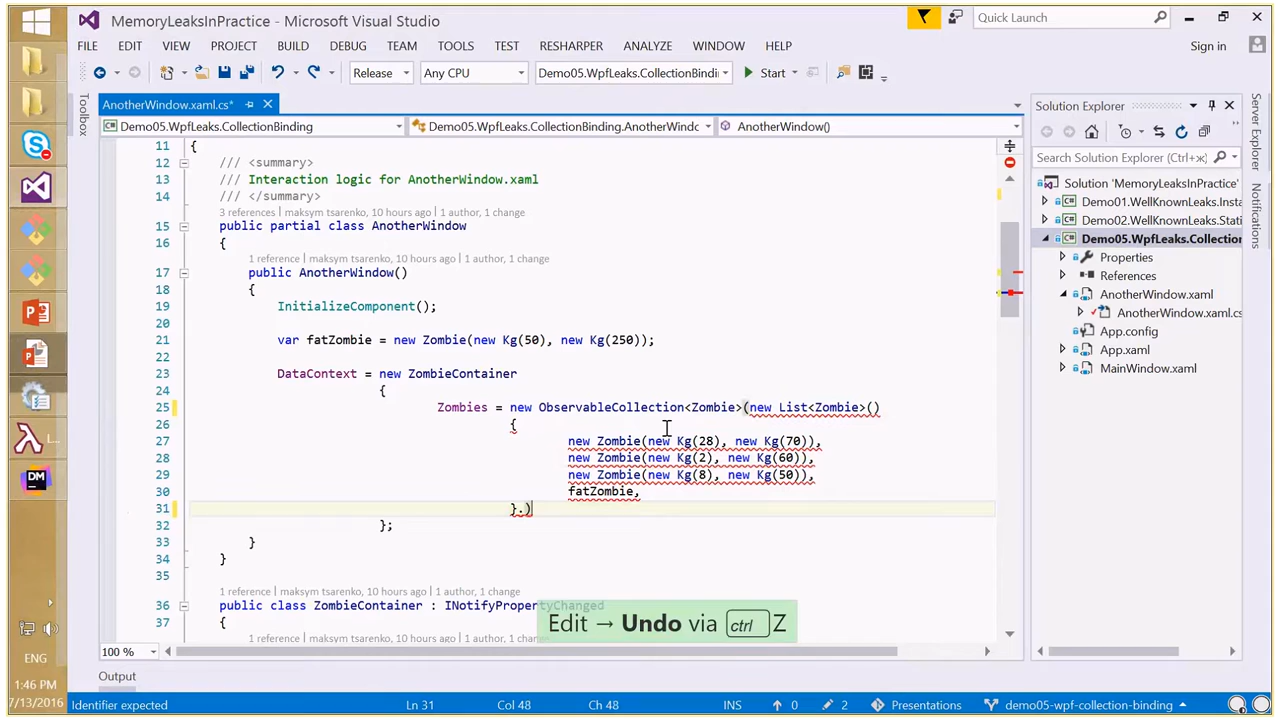 MemoryLeaksInPractice - Microsoft Visual Studio
Quick Launch
FILE EDIT VIEW PROJECT BUILD DEBUG TEAM TOOLS TEST RESHARPER ANALYZE WINDOW HELP
Sign in
Release Any CPU Demo05.WpfLeaks.CollectionBindi Start
Toolbox
AnotherWindow.xaml.cs*
Demo05.WpfLeaks.CollectionBinding Demo05.WpfLeaks.CollectionBinding.AnotherWindc AnotherWindow()
11 {
12 /// <summary>
13 /// Interaction logic for AnotherWindow.xaml
14 /// </summary>
3 references | maksym tsarenko, 10 hours ago | 1 author, 1 change
15 public partial class AnotherWindow
16 {
1 reference | maksym tsarenko, 10 hours ago | 1 author, 1 change
17 public AnotherWindow()
18 {
19 InitializeComponent();
20
21 var fatZombie = new Zombie(new Kg(50), new Kg(250));
22
23 DataContext = new ZombieContainer
24 {
25 Zombies = new ObservableCollection<Zombie>(new List<Zombie>()
26 {
27 new Zombie(new Kg(28), new Kg(70)),
28 new Zombie(new Kg(2), new Kg(60)),
29 new Zombie(new Kg(8), new Kg(50)),
30 fatZombie,
31 }.)
32 };
33 }
34 }
35
1 reference | maksym tsarenko, 10 hours ago | 1 author, 1 change
36 public class ZombieContainer : INotifyPropertyChanged
37 {
1 reference | maksym tsarenko, 10 hours ago | 1 author, 1 change
Edit → Undo via ctrl Z
100 %
Output
Identifier expected Ln 31 Col 48 Ch 48 INS 0 2 Presentations demo05-wpf-collection-binding
Solution Explorer
Search Solution Explorer (Ctrl+ж)
Solution 'MemoryLeaksInPractice'
Demo01.WellKnownLeaks.Insta
Demo02.WellKnownLeaks.Stati
Demo05.WpfLeaks.Collection
Properties
References
AnotherWindow.xaml
AnotherWindow.xaml.cs
App.config
App.xaml
MainWindow.xaml
Server Explorer
Notifications
ENG
1:46 PM
7/13/2016